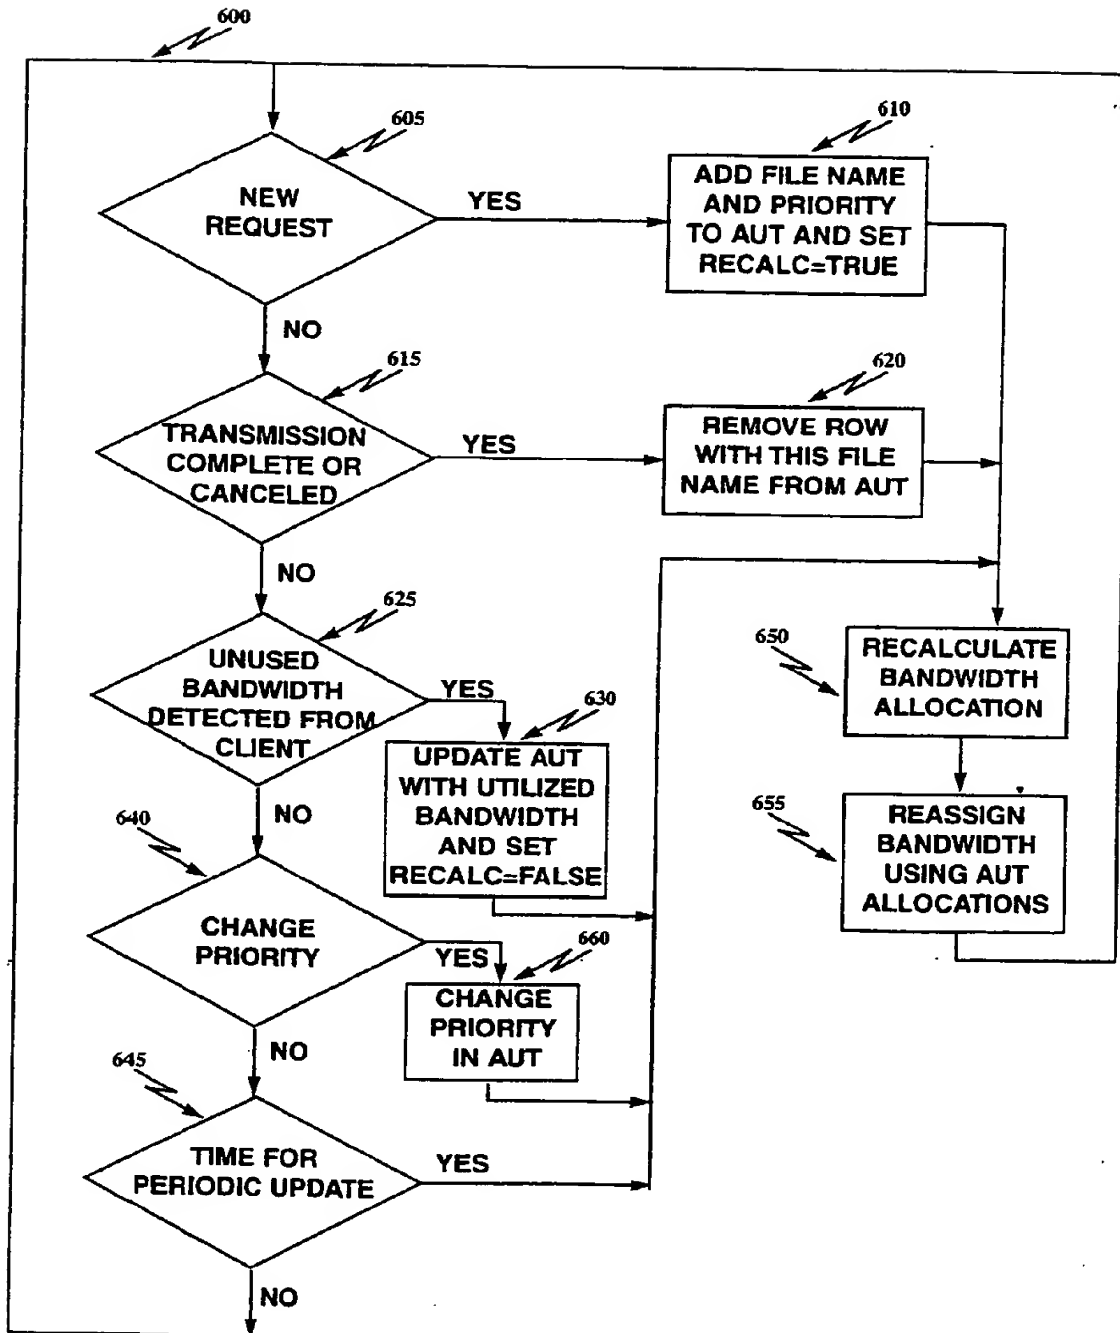 600
605
NEW
REQUEST
YES
610
ADD FILE NAME
AND PRIORITY
TO AUT AND SET
RECALC=TRUE
NO
615
TRANSMISSION
COMPLETE OR
CANCELED
YES
620
REMOVE ROW
WITH THIS FILE
NAME FROM AUT
NO
625
UNUSED
BANDWIDTH
DETECTED FROM
CLIENT
YES
630
UPDATE AUT
WITH UTILIZED
BANDWIDTH
AND SET
RECALC=FALSE
650
RECALCULATE
BANDWIDTH
ALLOCATION
655
REASSIGN
BANDWIDTH
USING AUT
ALLOCATIONS
NO
640
CHANGE
PRIORITY
YES
660
CHANGE
PRIORITY
IN AUT
NO
645
TIME FOR
PERIODIC UPDATE
YES
NO